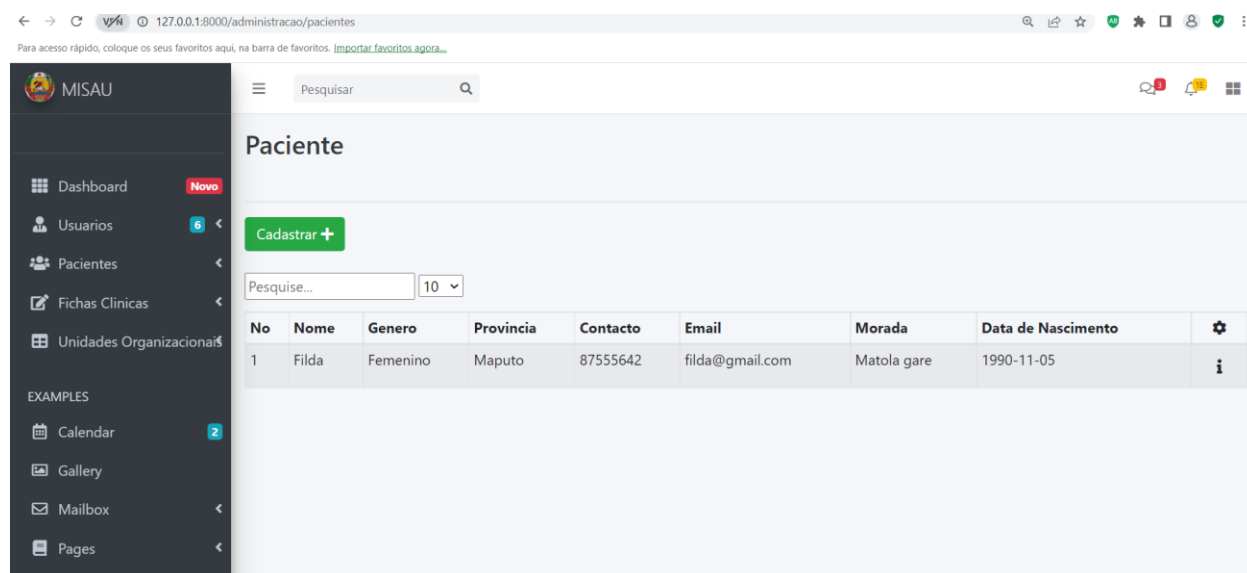 VPN 127.0.0.1:8000/administracao/pacientes
Para acesso rápido, coloque os seus favoritos aqui, na barra de favoritos. Importar favoritos agora...
MISAU
Pesquisar
3
15
Paciente
Dashboard Novo
Usuarios 6
Pacientes
Fichas Clinicas
Unidades Organizacionais
EXAMPLES
Calendar 2
Gallery
Mailbox
Pages
Cadastrar
Pesquise... 10
No Nome Genero Provincia Contacto Email Morada Data de Nascimento
1 Filda Femenino Maputo 87555642 filda@gmail.com Matola gare 1990-11-05